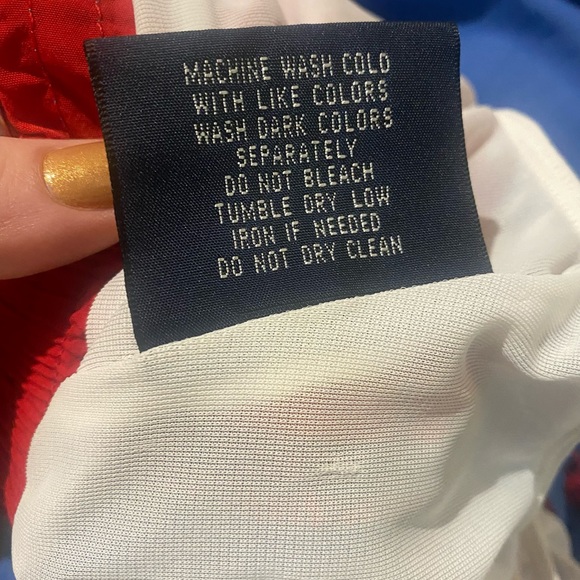 MACHINE WASH COLD
WITH LIKE COLORS
WASH DARK COLORS
SEPARATELY
DO NOT BLEACH
TUMBLE DRY LOW
IRON IF NEEDED
DO NOT DRY CLEAN